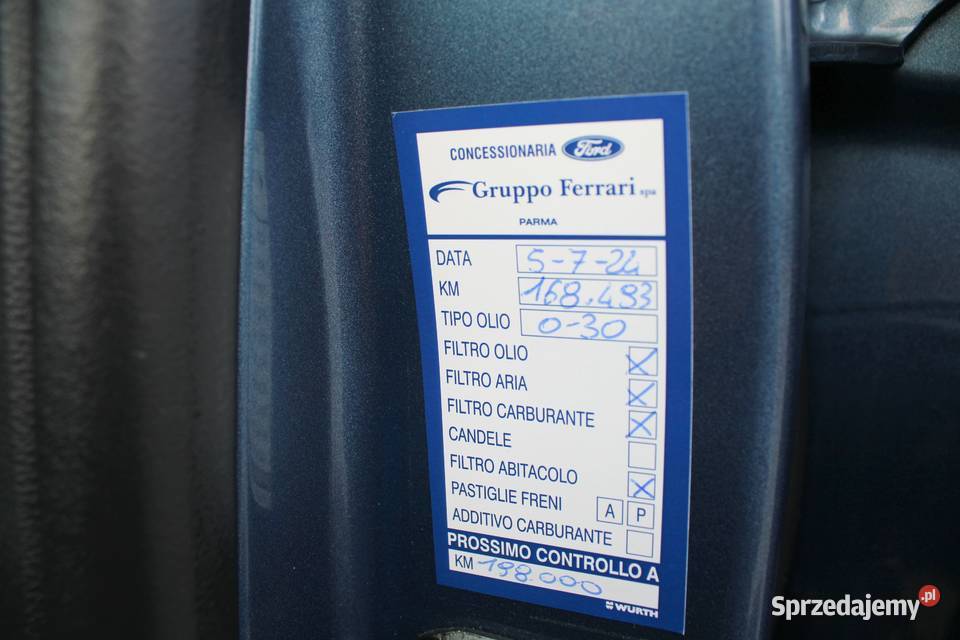 CONCESSIONARIA Ford
Gruppo Ferrari spa
PARMA
DATA 5-7-24
KM 168.493
TIPO OLIO 0-30
FILTRO OLIO X
FILTRO ARIA X
FILTRO CARBURANTE X
CANDELE
FILTRO ABITACOLO X
PASTIGLIE FRENI A P
ADDITIVO CARBURANTE
PROSSIMO CONTROLLO A
KM 198.000
WURTH
Sprzedajemy.pl